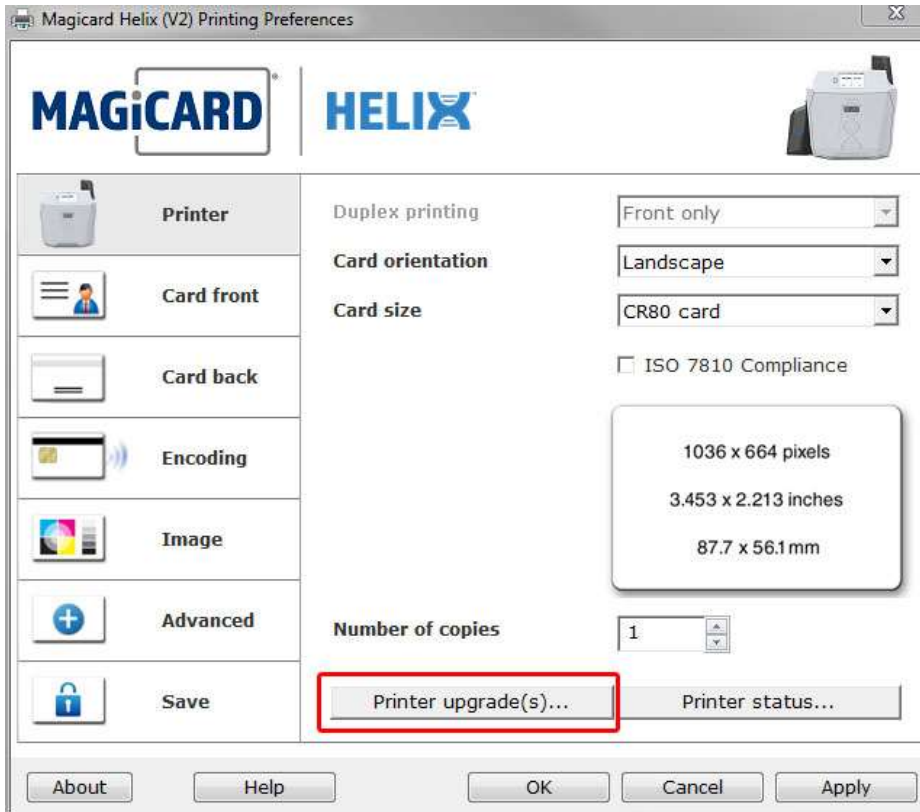 Magicard Helix (V2) Printing Preferences
MAGiCARD HELIX
Printer
Card front
Card back
Encoding
Image
Advanced
Save
Duplex printing Front only
Card orientation Landscape
Card size CR80 card
ISO 7810 Compliance
1036 x 664 pixels
3.453 x 2.213 inches
87.7 x 56.1 mm
Number of copies 1
Printer upgrade(s)... Printer status...
About Help OK Cancel Apply